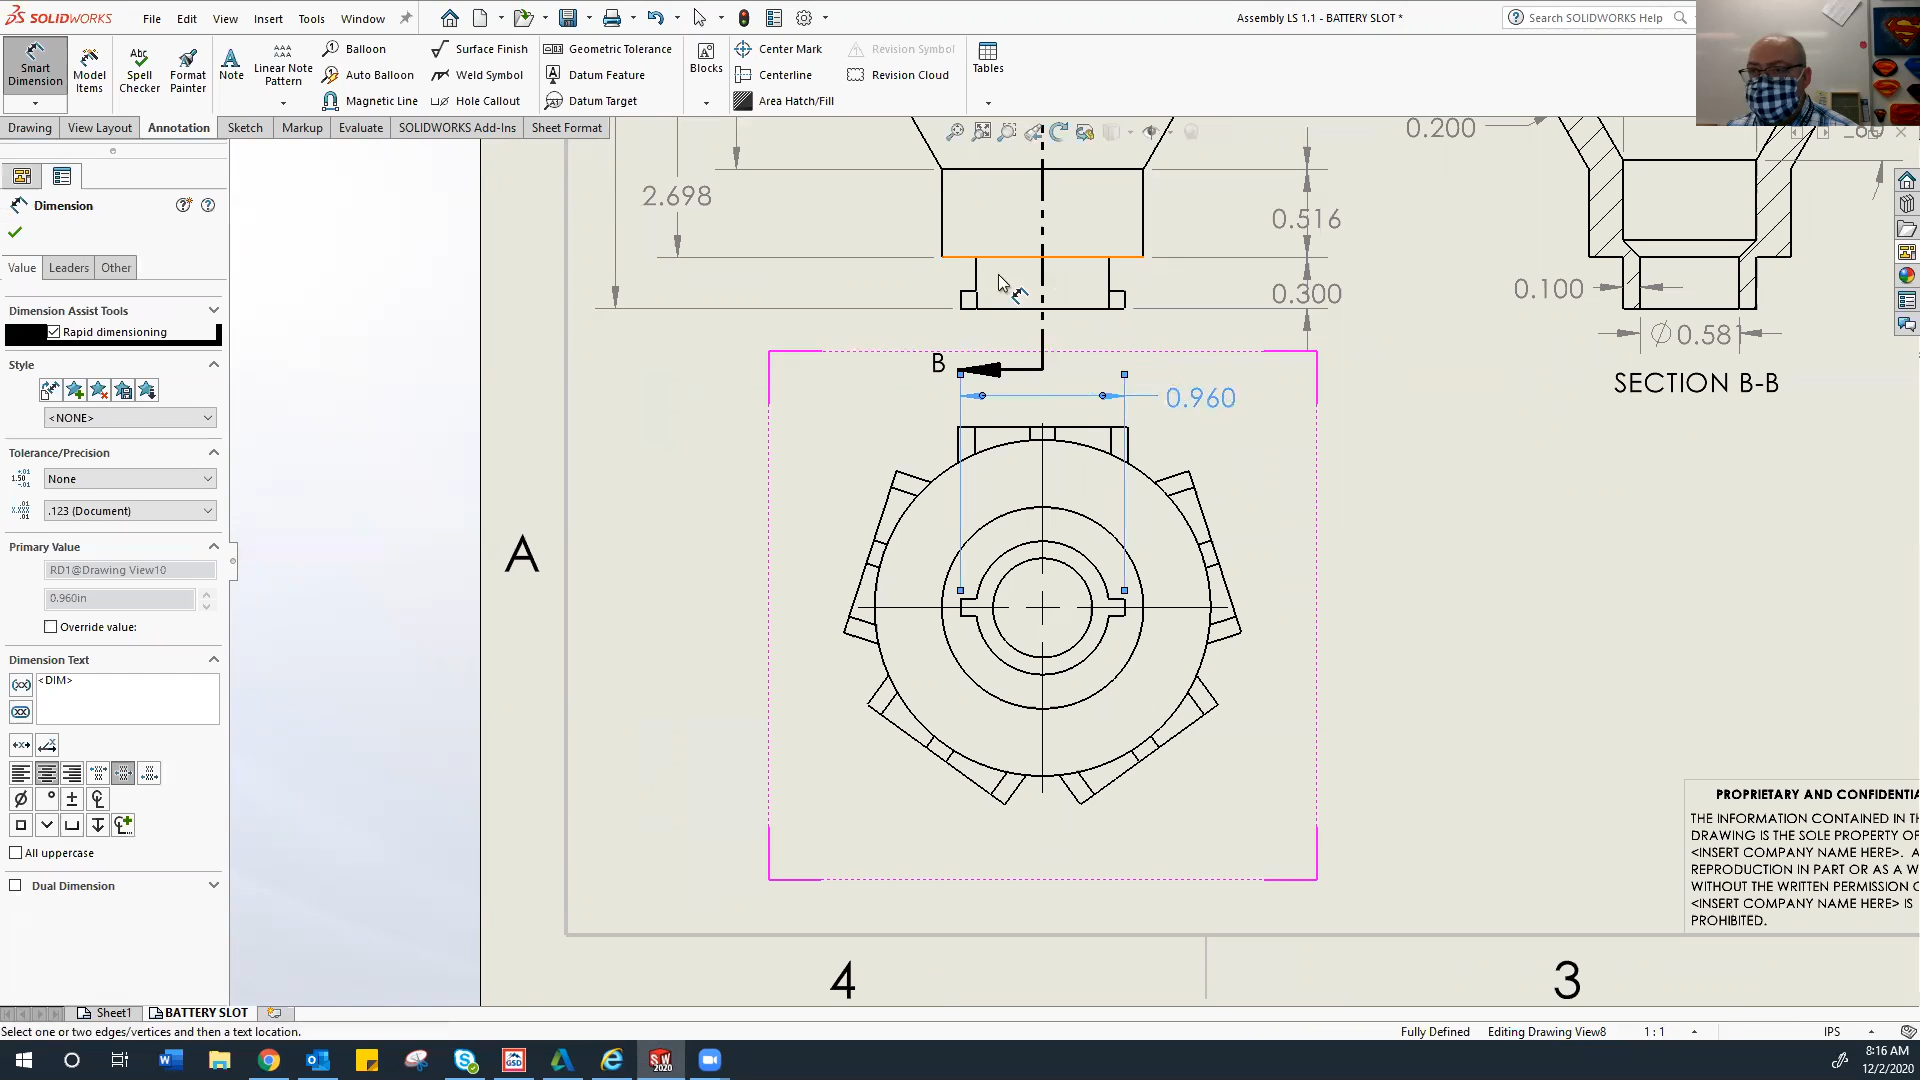 SOLIDWORKS File Edit View Insert Tools Window Assembly LS 1.1 - BATTERY SLOT * Search SOLIDWORKS Help
Smart Dimension
Model Items
Spell Checker
Format Painter
Note
Linear Note Pattern
Balloon
Auto Balloon
Magnetic Line
Surface Finish
Weld Symbol
Hole Callout
Geometric Tolerance
Datum Feature
Datum Target
Blocks
Center Mark
Centerline
Area Hatch/Fill
Revision Symbol
Revision Cloud
Tables
Drawing View Layout Annotation Sketch Markup Evaluate SOLIDWORKS Add-Ins Sheet Format
Dimension
Value Leaders Other
Dimension Assist Tools
Rapid dimensioning
Style
<NONE>
Tolerance/Precision
None
.123 (Document)
Primary Value
RD1@Drawing View10
0.960in
Override value:
Dimension Text
<DIM>
All uppercase
Dual Dimension
2.698
0.516
0.300
B
0.960
A
0.200
0.100
Ø0.581
SECTION B-B
PROPRIETARY AND CONFIDENTIA
THE INFORMATION CONTAINED IN TH
DRAWING IS THE SOLE PROPERTY OF
<INSERT COMPANY NAME HERE>. A
REPRODUCTION IN PART OR AS A W
WITHOUT THE WRITTEN PERMISSION O
<INSERT COMPANY NAME HERE> IS
PROHIBITED.
4 3
Sheet1 BATTERY SLOT
Select one or two edges/vertices and then a text location. Fully Defined Editing Drawing View8 1 : 1 IPS
8:16 AM
12/2/2020